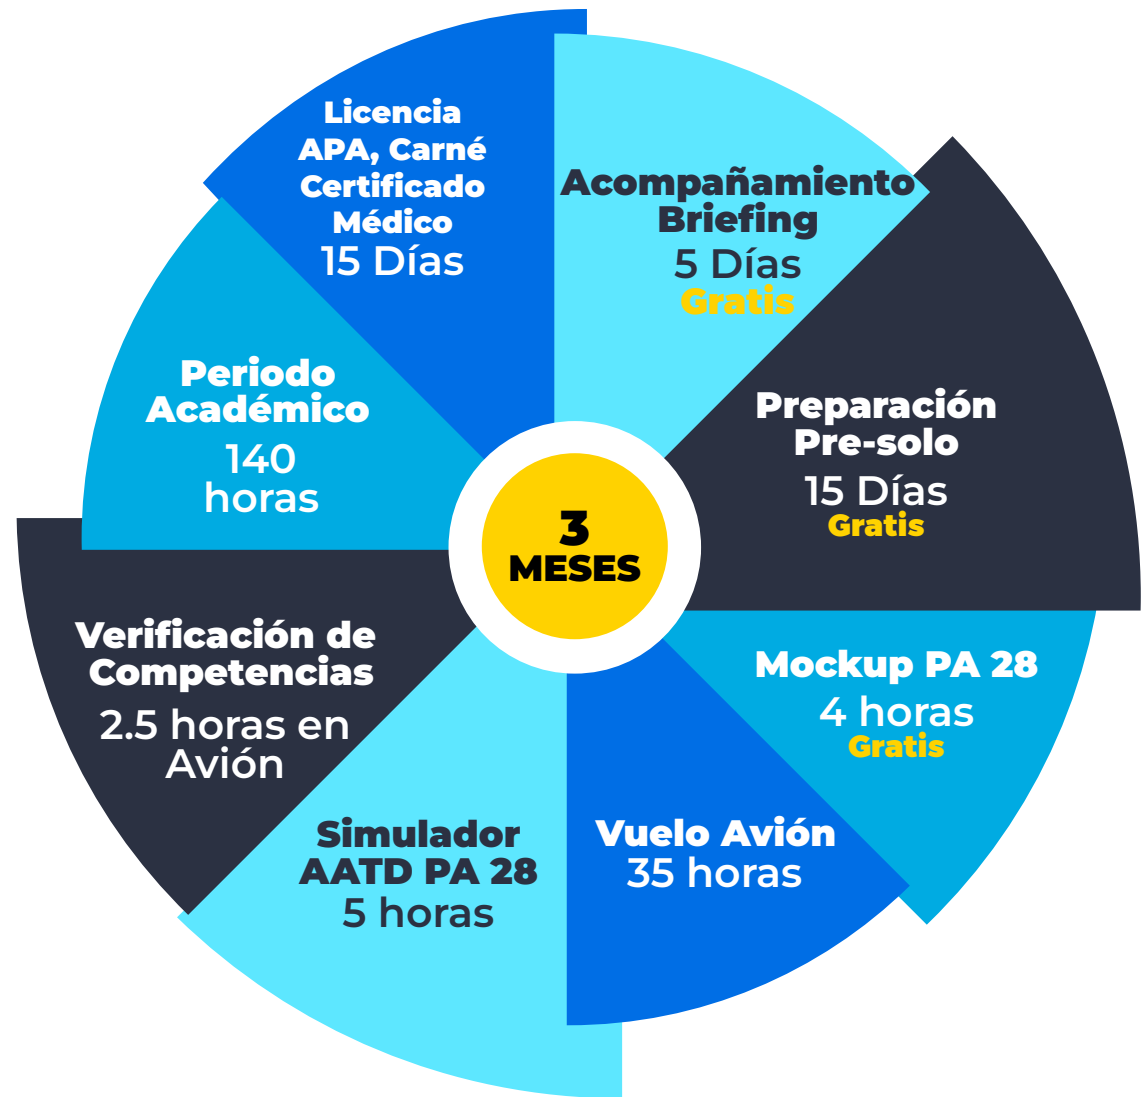 Licencia
APA, Carné
Certificado
Médico
15 Días
Acompañamiento
Briefing
5 Días
Gratis
Preparación
Pre-solo
15 Días
Gratis
Mockup PA 28
4 horas
Gratis
Vuelo Avión
35 horas
Simulador
AATD PA 28
5 horas
Verificación de
Competencias
2.5 horas en
Avión
Periodo
Académico
140
horas
3
MESES